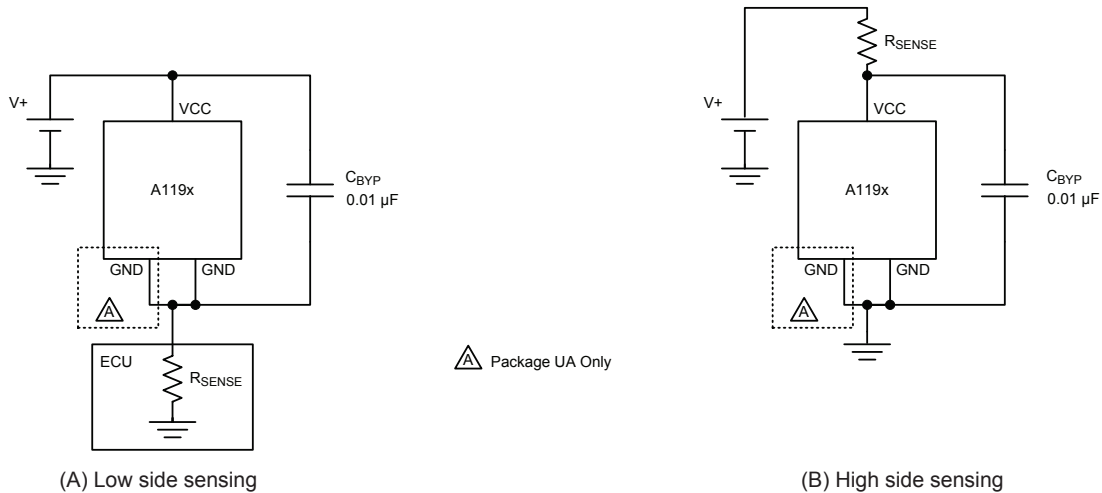 V+
VCC
A119x
CBYP
0.01 µF
GND
GND
A
ECU
RSENSE
(A) Low side sensing
A Package UA Only
RSENSE
V+
VCC
A119x
CBYP
0.01 µF
GND
GND
A
(B) High side sensing